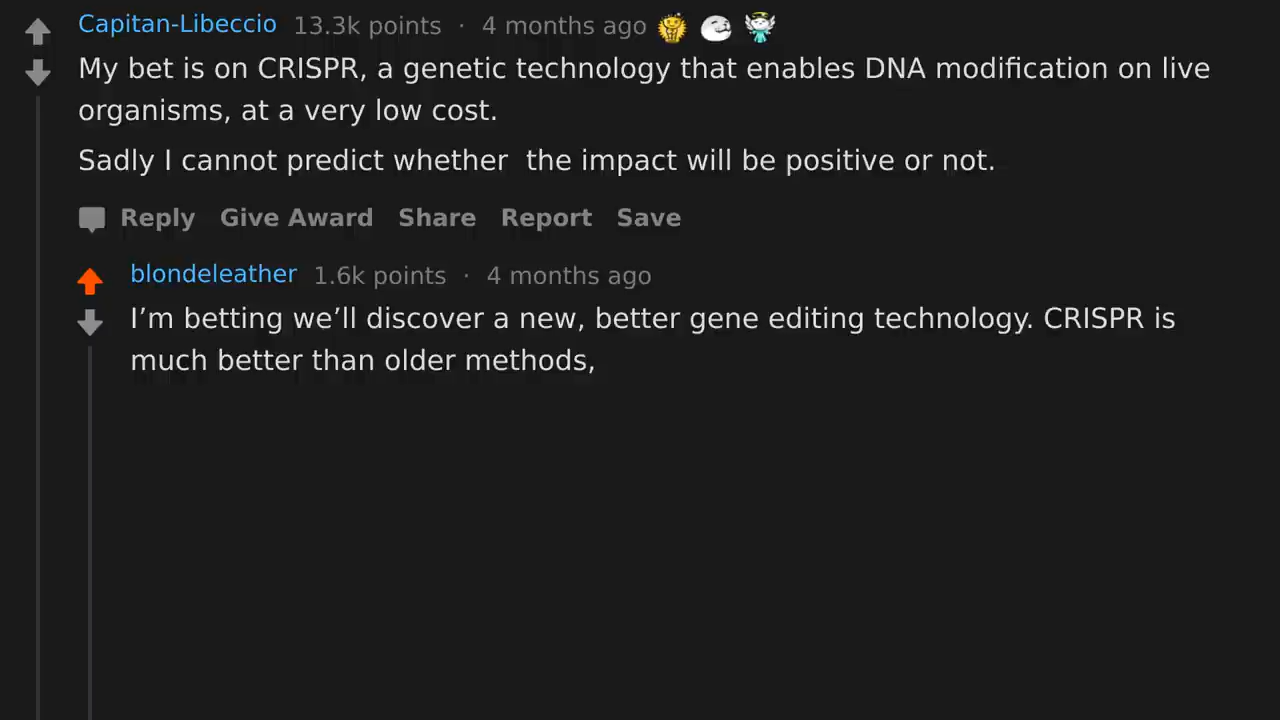 Capitan-Libeccio 13.3k points · 4 months ago
My bet is on CRISPR, a genetic technology that enables DNA modification on live
organisms, at a very low cost.
Sadly I cannot predict whether  the impact will be positive or not.
Reply Give Award Share Report Save
blondeleather 1.6k points · 4 months ago
I’m betting we’ll discover a new, better gene editing technology. CRISPR is
much better than older methods,